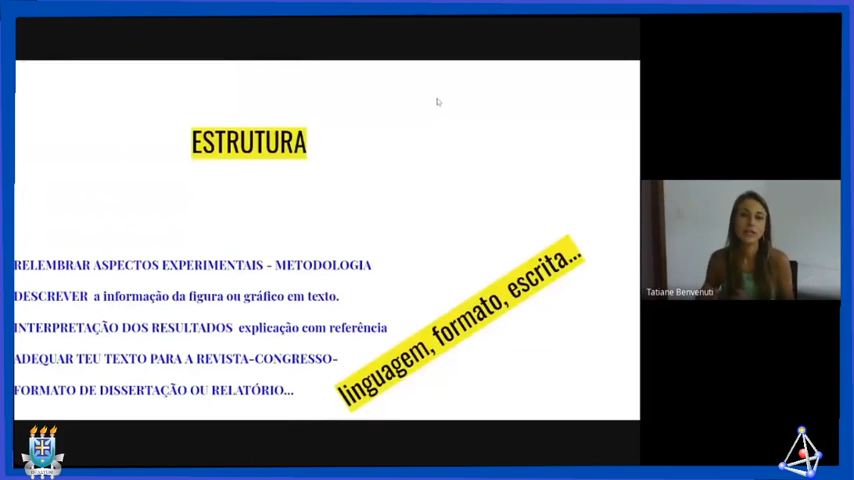 ESTRUTURA
RELEMBRAR ASPECTOS EXPERIMENTAIS - METODOLOGIA
DESCREVER a informação da figura ou gráfico em texto.
INTERPRETAÇÃO DOS RESULTADOS explicação com referência
ADEQUAR TEU TEXTO PARA A REVISTA-CONGRESSO-
FORMATO DE DISSERTAÇÃO OU RELATÓRIO...
linguagem, formato, escrita...
Tatiane Benvenuti